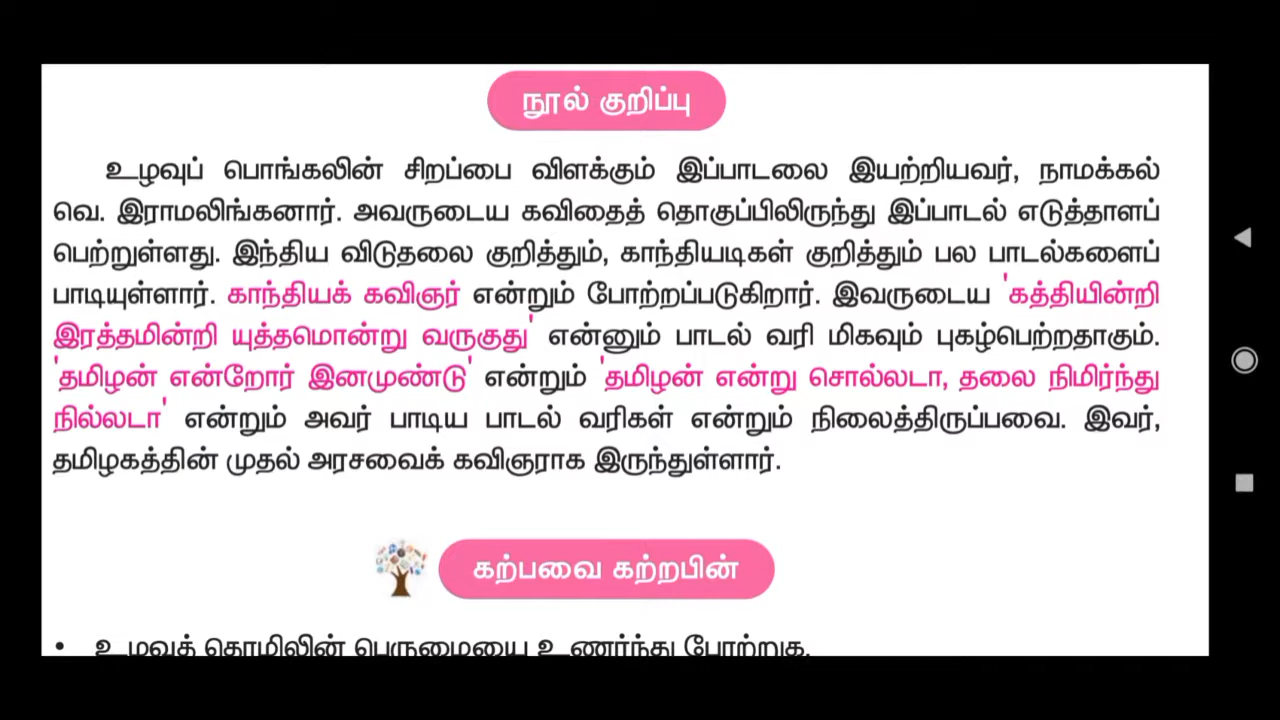 நூல் குறிப்பு
உழவுப் பொங்கலின் சிறப்பை விளக்கும் இப்பாடலை இயற்றியவர், நாமக்கல்
வெ. இராமலிங்கனார். அவருடைய கவிதைத் தொகுப்பிலிருந்து இப்பாடல் எடுத்தாளப்
பெற்றுள்ளது. இந்திய விடுதலை குறித்தும், காந்தியடிகள் குறித்தும் பல பாடல்களைப்
பாடியுள்ளார். காந்தியக் கவிஞர் என்றும் போற்றப்படுகிறார். இவருடைய 'கத்தியின்றி
இரத்தமின்றி யுத்தமொன்று வருகுது' என்னும் பாடல் வரி மிகவும் புகழ்பெற்றதாகும்.
'தமிழன் என்றோர் இனமுண்டு' என்றும் 'தமிழன் என்று சொல்லடா, தலை நிமிர்ந்து
நில்லடா' என்றும் அவர் பாடிய பாடல் வரிகள் என்றும் நிலைத்திருப்பவை. இவர்,
தமிழகத்தின் முதல் அரசவைக் கவிஞராக இருந்துள்ளார்.
கற்பவை கற்றபின்
• உழவுத் தொழிலின் பெருமையை உணர்ந்து போற்றுக.